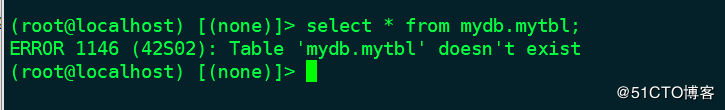 (root@localhost) [(none)]> select * from mydb.mytbl;
ERROR 1146 (42S02): Table 'mydb.mytbl' doesn't exist
(root@localhost) [(none)]>
@51CTO博客